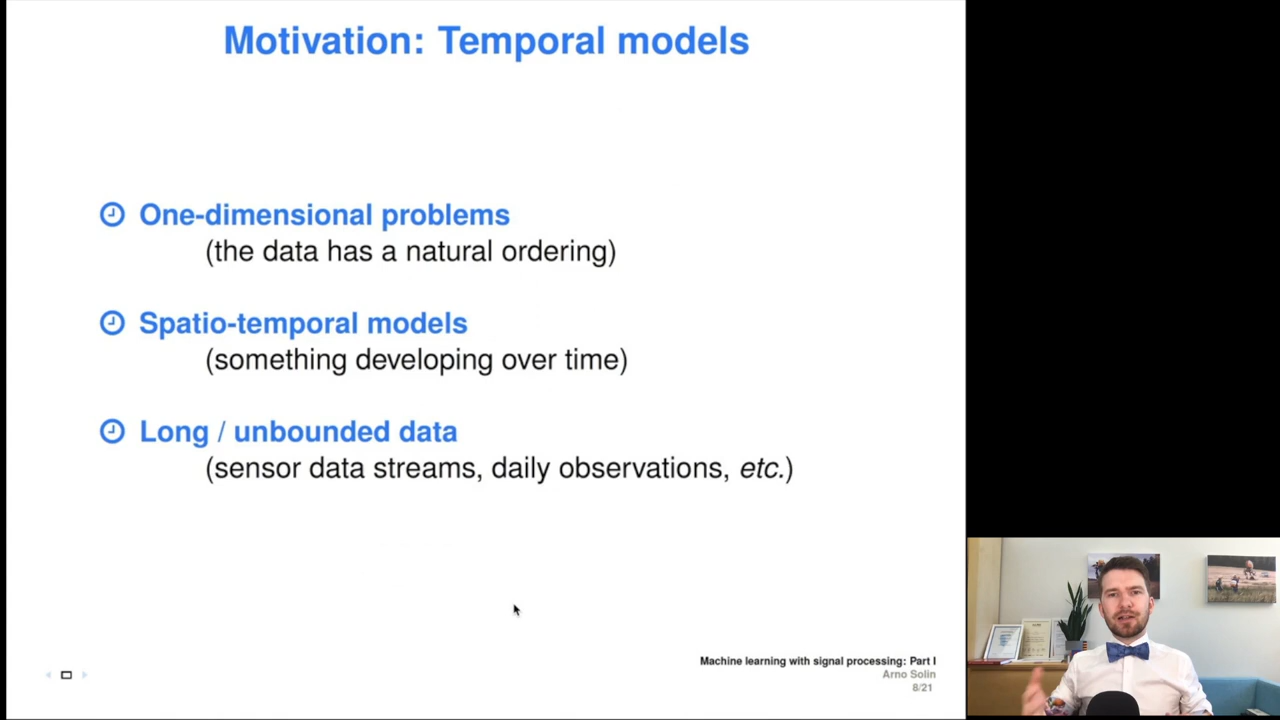 Motivation: Temporal models
One-dimensional problems
(the data has a natural ordering)
Spatio-temporal models
(something developing over time)
Long / unbounded data
(sensor data streams, daily observations, etc.)
Machine learning with signal processing: Part I
Arno Solin
8/21